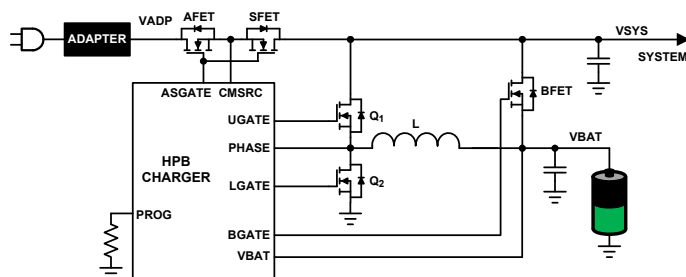 VADP
AFET
SFET
VSYS
ADAPTER
SYSTEM
ASGATE CMSRC
BFET
UGATE
Q1
L
VBAT
PHASE
HPB
CHARGER
LGATE
Q2
PROG
BGATE
VBAT